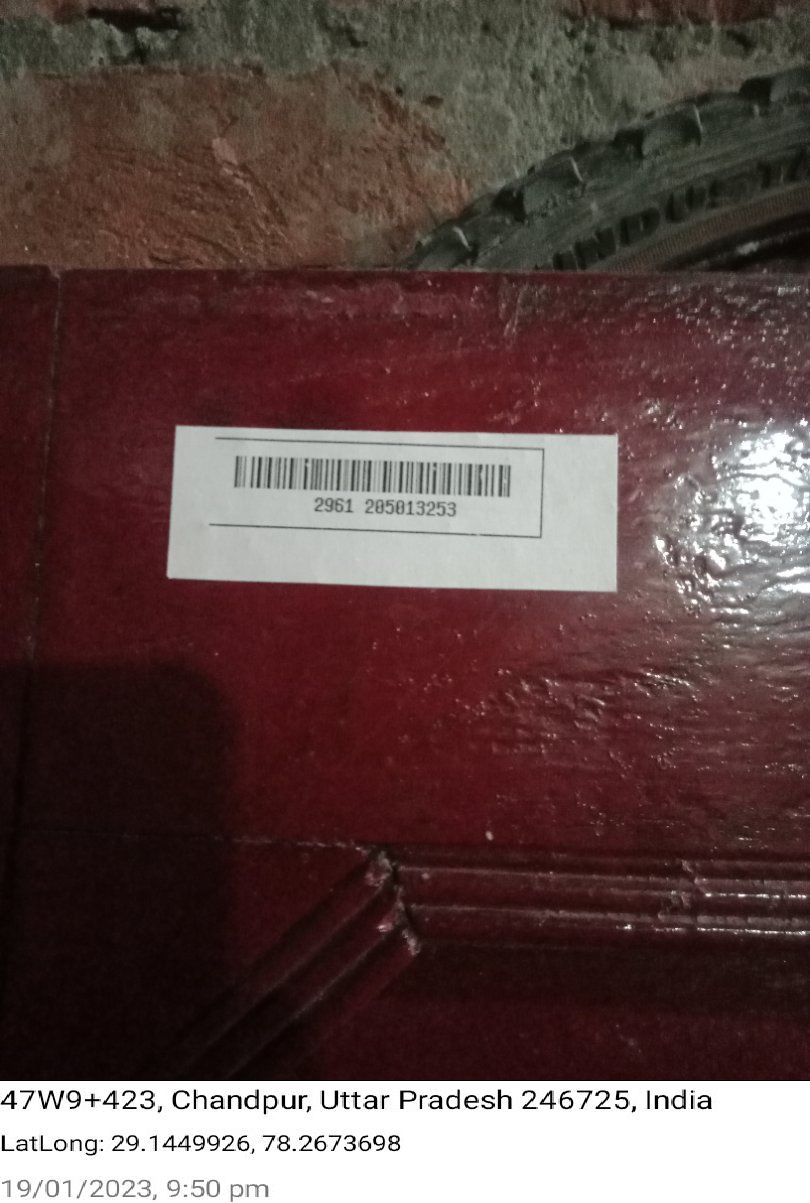 INDUS
2961 205013253
47W9+423, Chandpur, Uttar Pradesh 246725, India
LatLong: 29.1449926, 78.2673698
19/01/2023, 9:50 pm